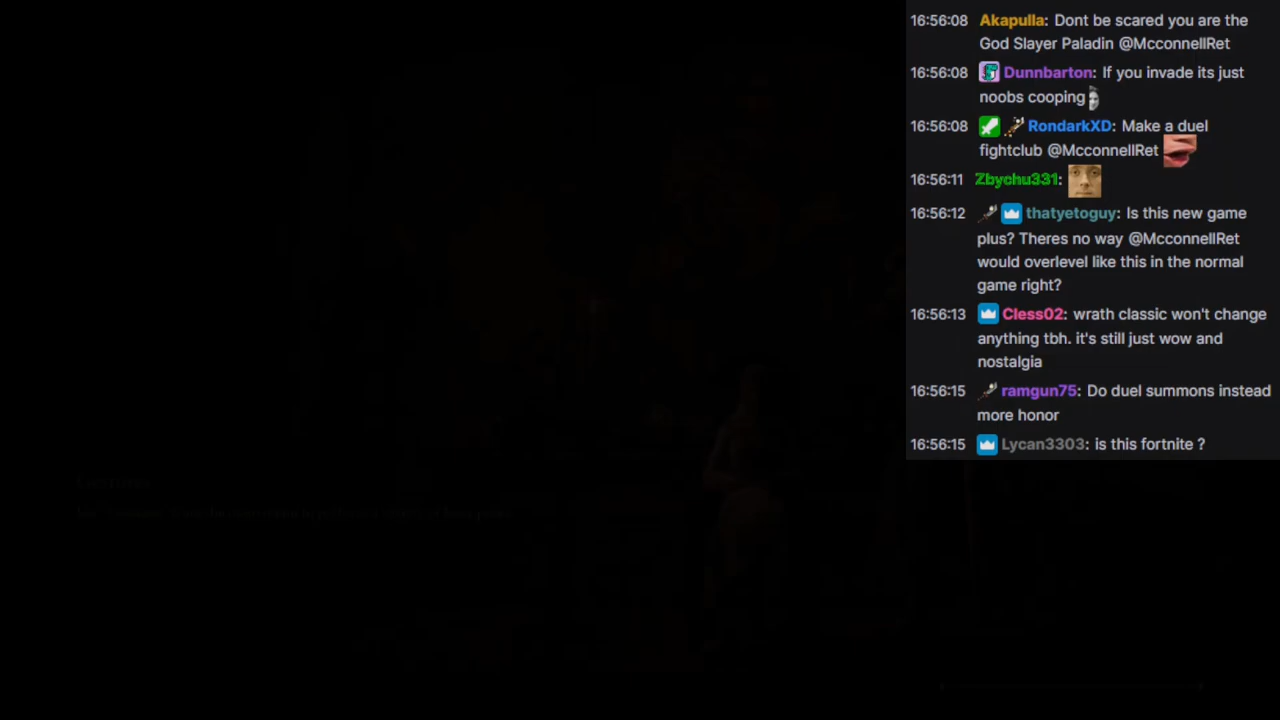 16:56:08 Akapulla: Dont be scared you are the
God Slayer Paladin @McconnellRet
16:56:08 Dunnbarton: If you invade its just
noobs cooping
16:56:08 RondarkXD: Make a duel
fightclub @McconnellRet
16:56:11 Zbychu331:
16:56:12 thatyetoguy: Is this new game
plus? Theres no way @McconnellRet
would overlevel like this in the normal
game right?
16:56:13 Cless02: wrath classic won't change
anything tbh. it's still just wow and
nostalgia
16:56:15 ramgun75: Do duel summons instead
more honor
16:56:15 Lycan3303: is this fortnite ?